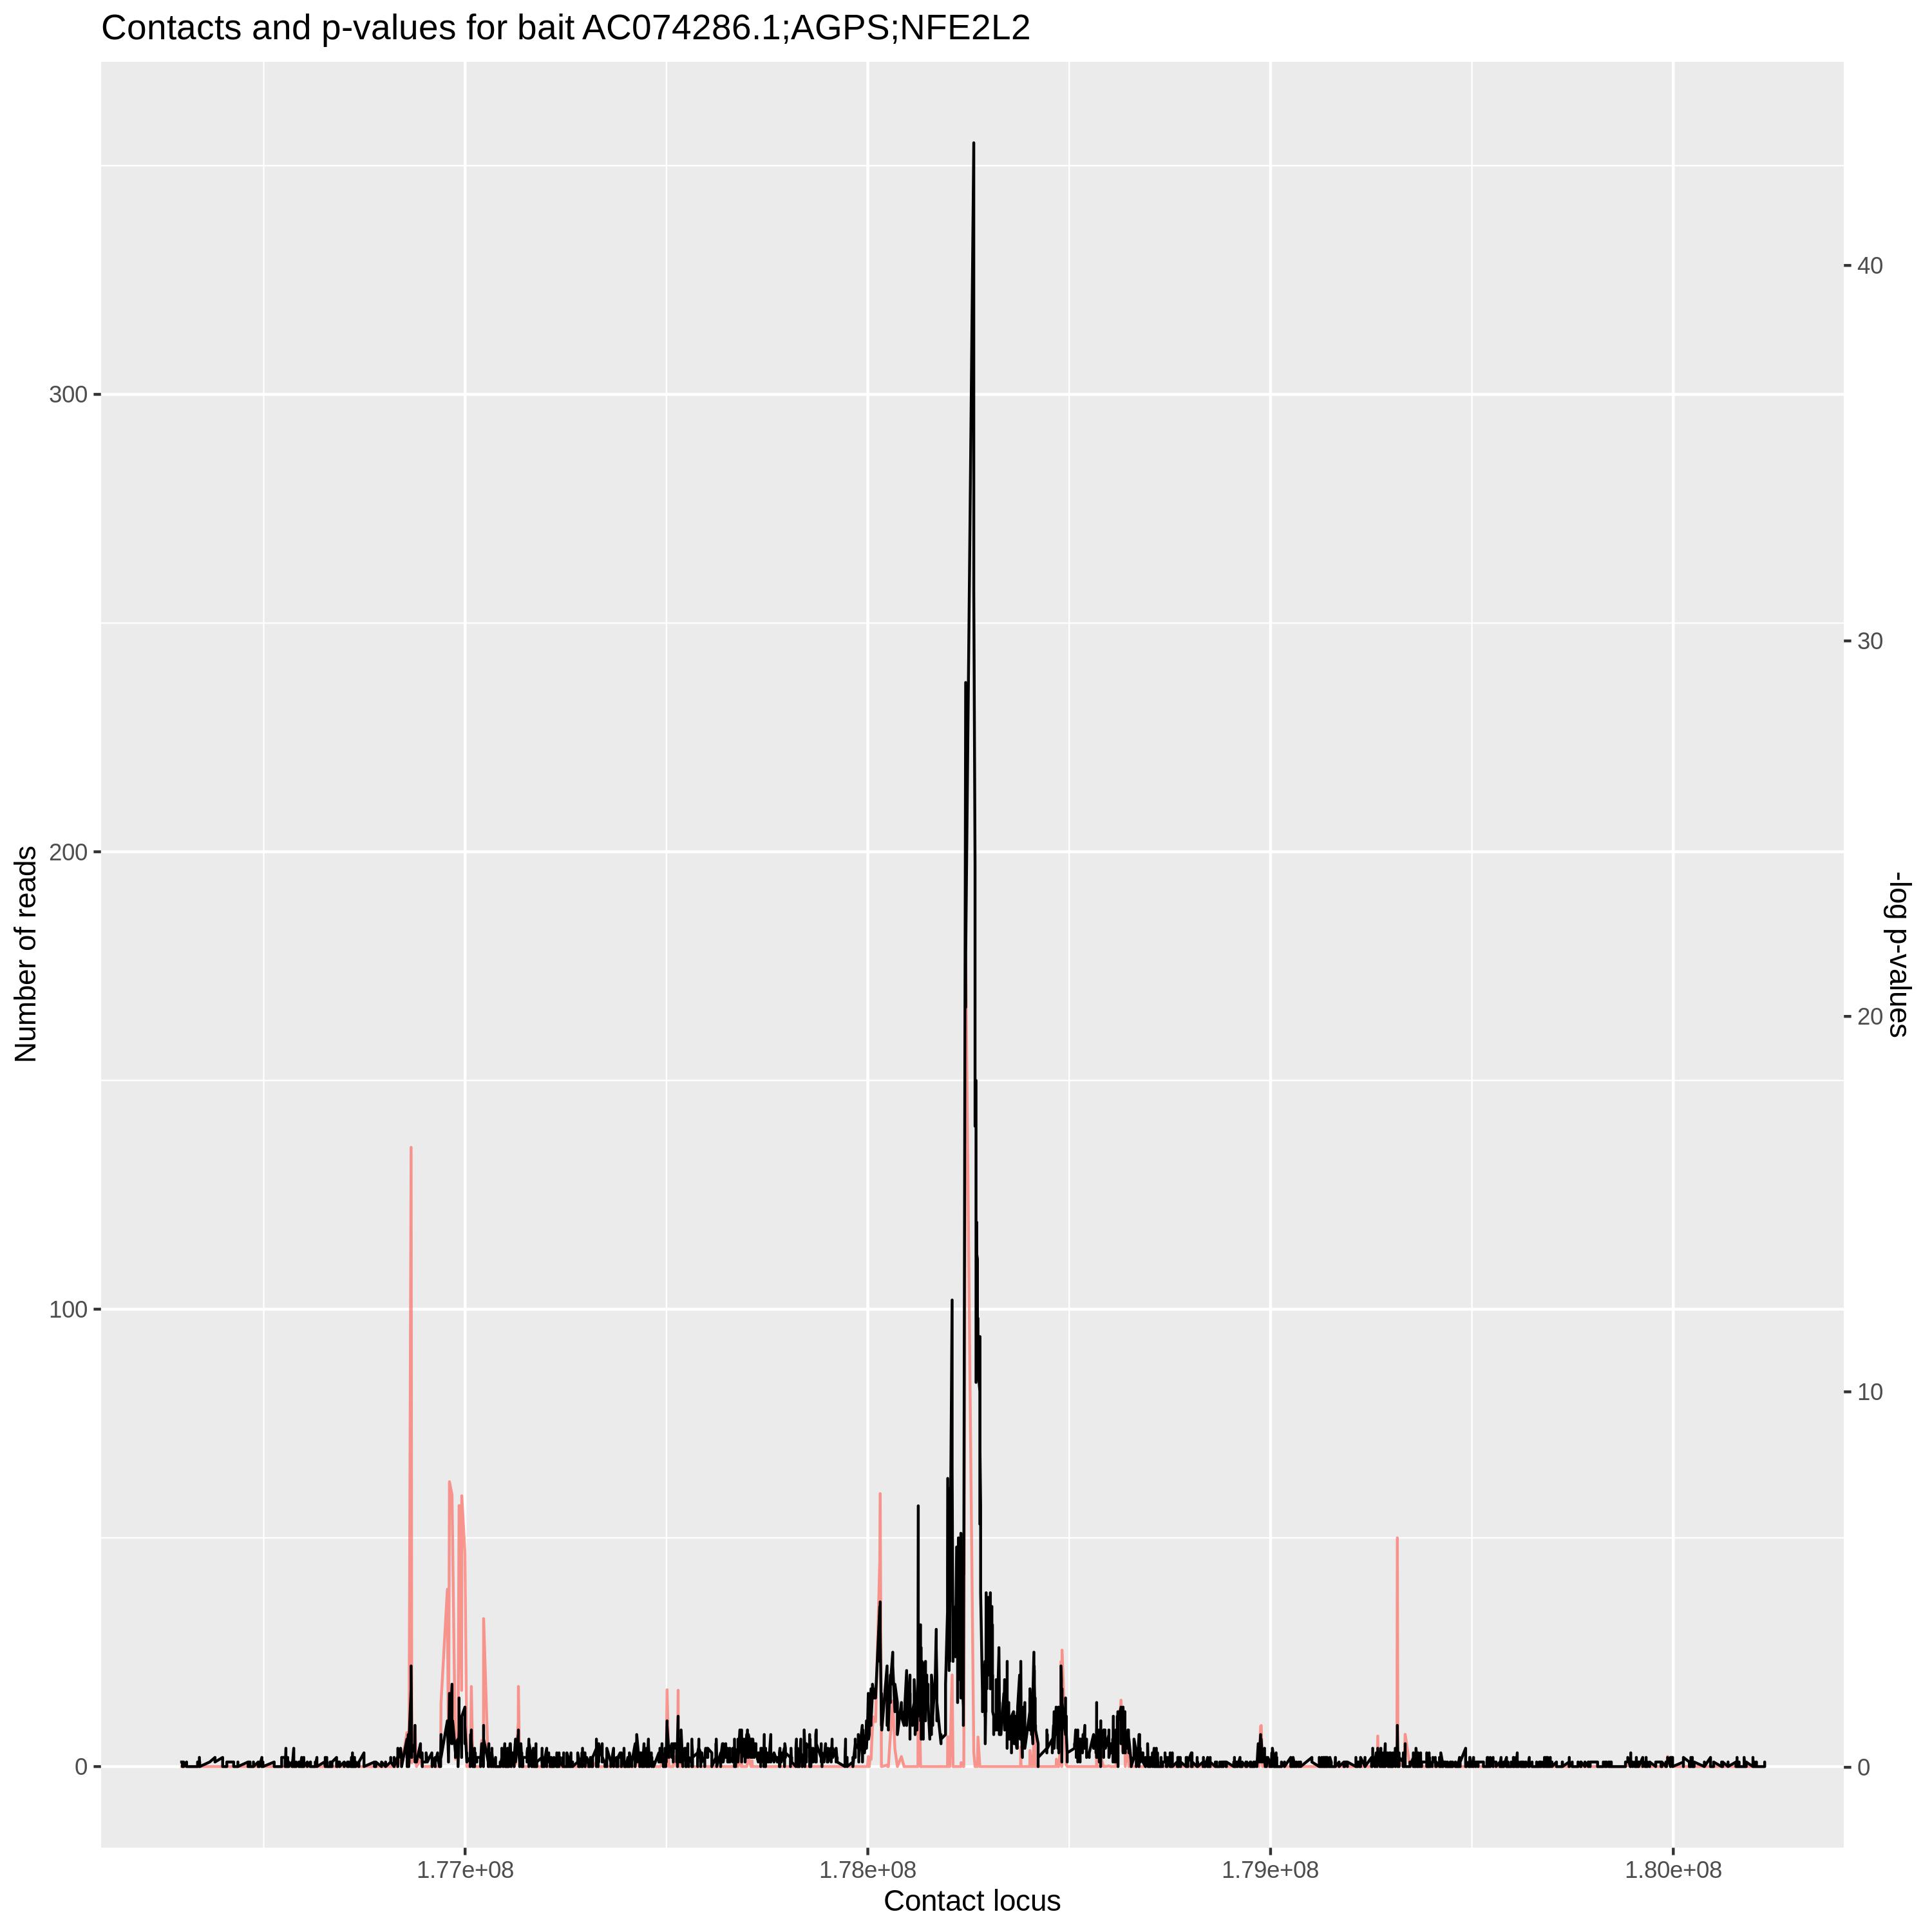 Contacts and p-values for bait AC074286.1;AGPS;NFE2L2
Number of reads
300
200
100
0
40
30
20
10
0
-log p-values
1.77e+08 1.78e+08 1.79e+08 1.80e+08
Contact locus